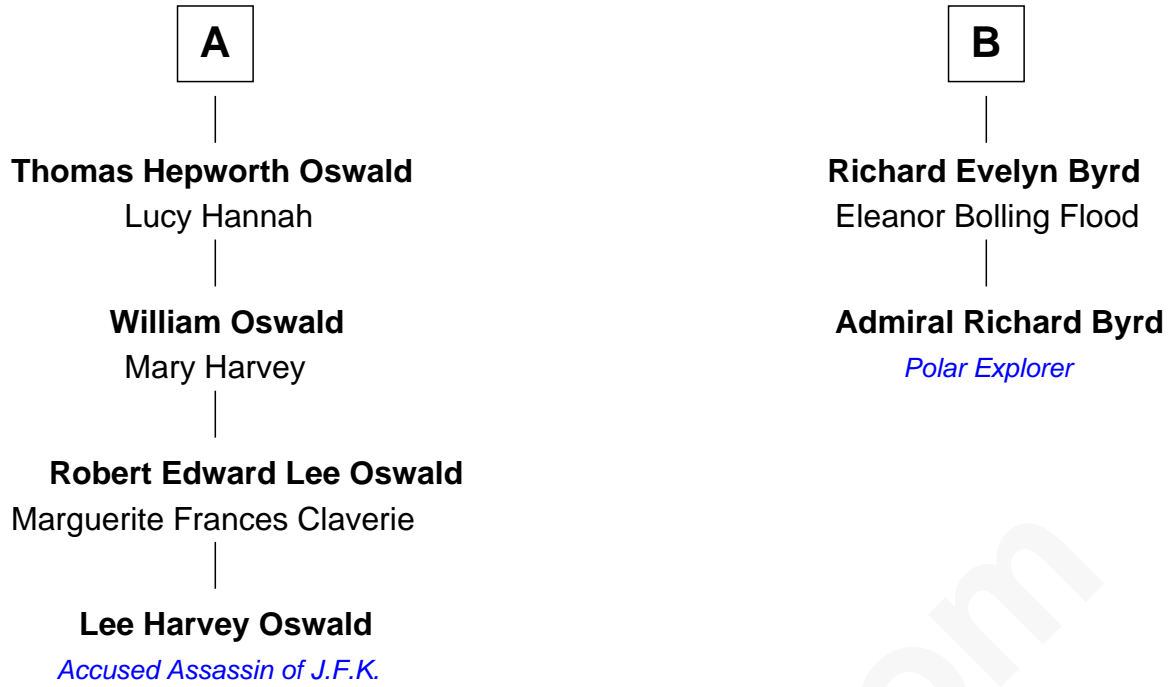 A
Thomas Hepworth Oswald
Lucy Hannah
William Oswald
Mary Harvey
Robert Edward Lee Oswald
Marguerite Frances Claverie
Lee Harvey Oswald
Accused Assassin of J.F.K.
B
Richard Evelyn Byrd
Eleanor Bolling Flood
Admiral Richard Byrd
Polar Explorer
om